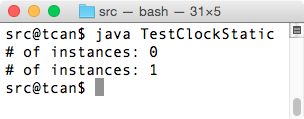 src — bash — 31×5
src@tcan$ java TestClockStatic
# of instances: 0
# of instances: 1
src@tcan$